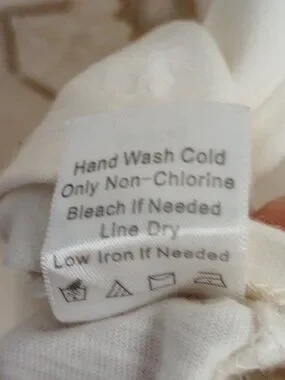 Hand Wash Cold
Only Non-Chlorine
Bleach If Needed
Line Dry
Low Iron If Needed